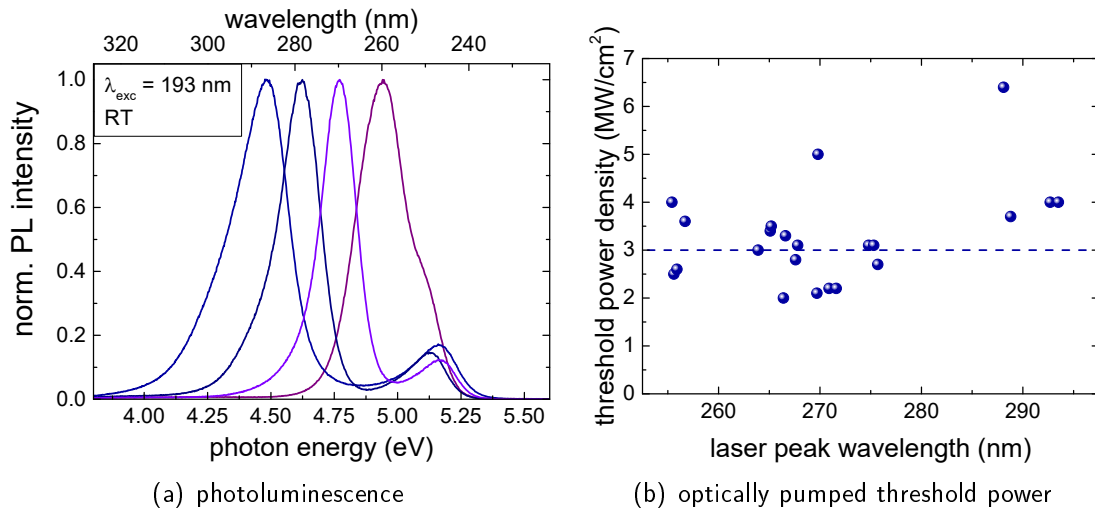 wavelength (nm)
320 300 280 260 240
λexc = 193 nm
RT
norm. PL intensity
1.0
0.8
0.6
0.4
0.2
0.0
4.00 4.50 4.75 5.00 5.25 5.50
photon energy (eV)
(a) photoluminescence
threshold power density (MW/cm²)
7
6
5
4
3
2
1
0
260 270 280 290
laser peak wavelength (nm)
(b) optically pumped threshold power